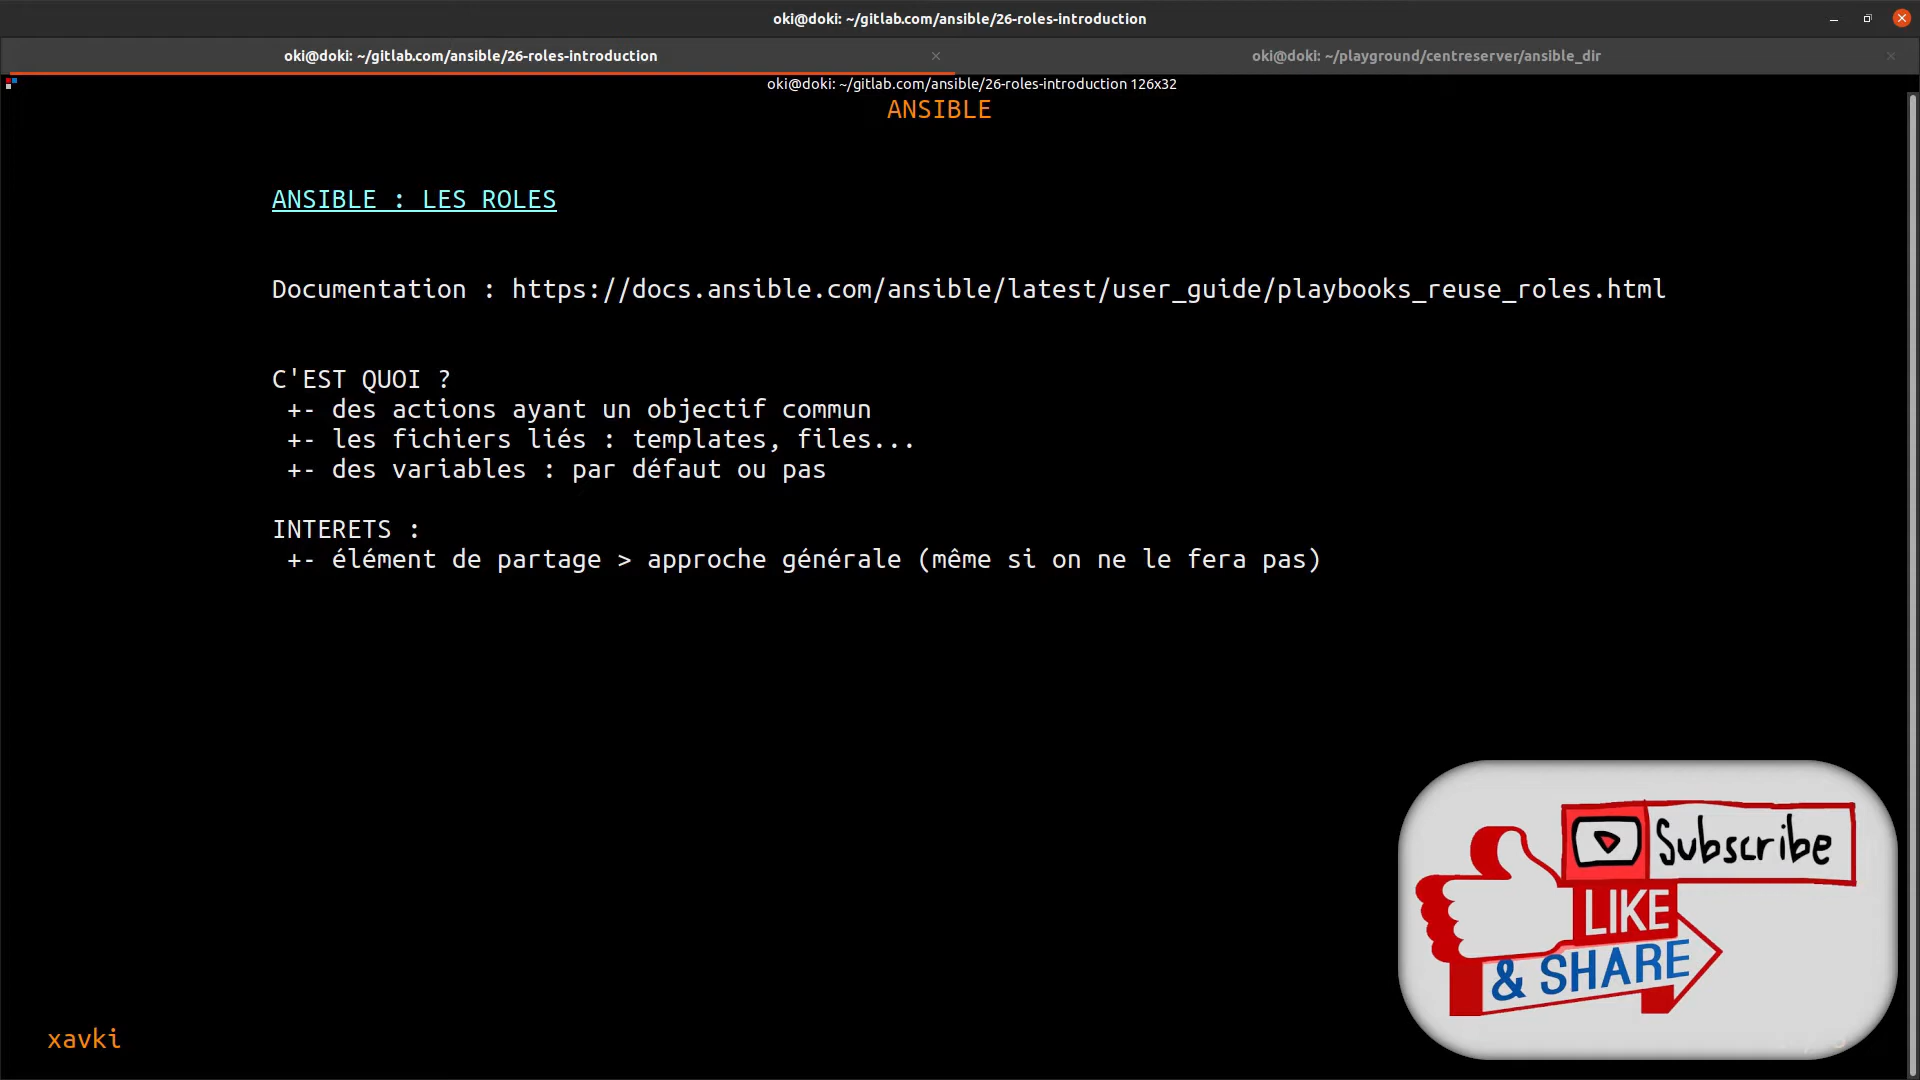 oki@doki: ~/gitlab.com/ansible/26-roles-introduction
oki@doki: ~/gitlab.com/ansible/26-roles-introduction
oki@doki: ~/playground/centreserver/ansible_dir
oki@doki: ~/gitlab.com/ansible/26-roles-introduction 126x32
ANSIBLE
ANSIBLE : LES ROLES
Documentation : https://docs.ansible.com/ansible/latest/user_guide/playbooks_reuse_roles.html
C'EST QUOI ?
+- des actions ayant un objectif commun
+- les fichiers liés : templates, files...
+- des variables : par défaut ou pas
INTERETS :
+- élément de partage > approche générale (même si on ne le fera pas)
Subscribe
LIKE
& SHARE
xavki